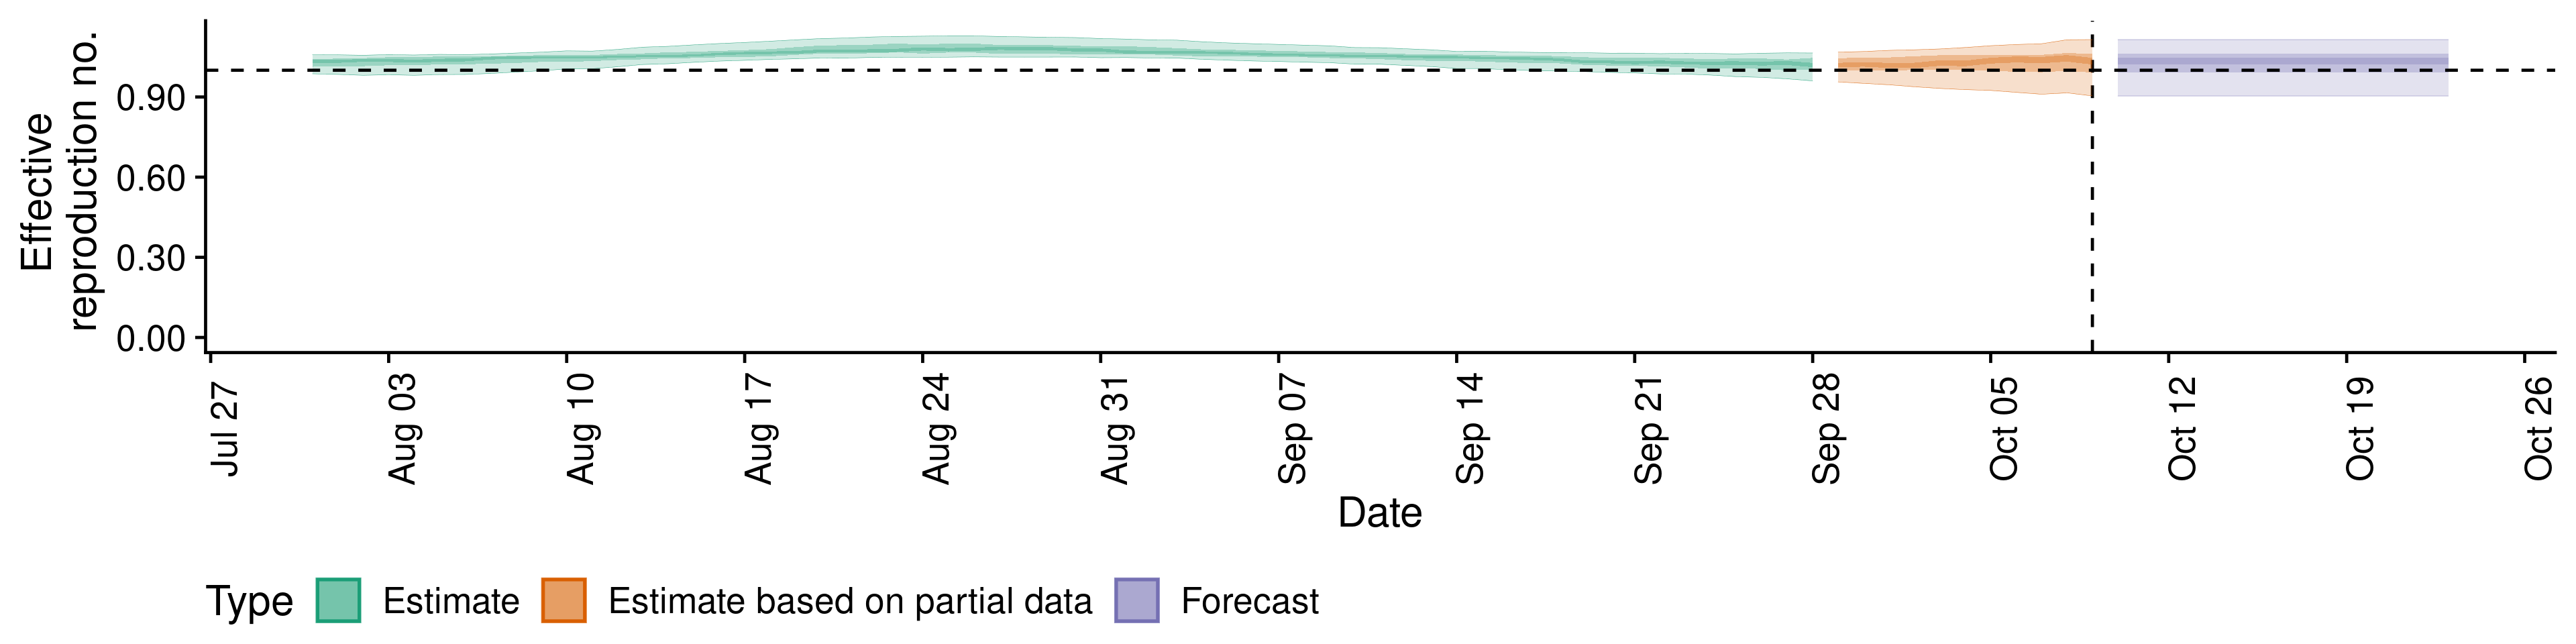 Effective
reproduction no.
0.90
0.60
0.30
0.00
Jul 27
Aug 03
Aug 10
Aug 17
Aug 24
Aug 31
Sep 07
Sep 14
Sep 21
Sep 28
Oct 05
Oct 12
Oct 19
Oct 26
Date
Type Estimate Estimate based on partial data Forecast